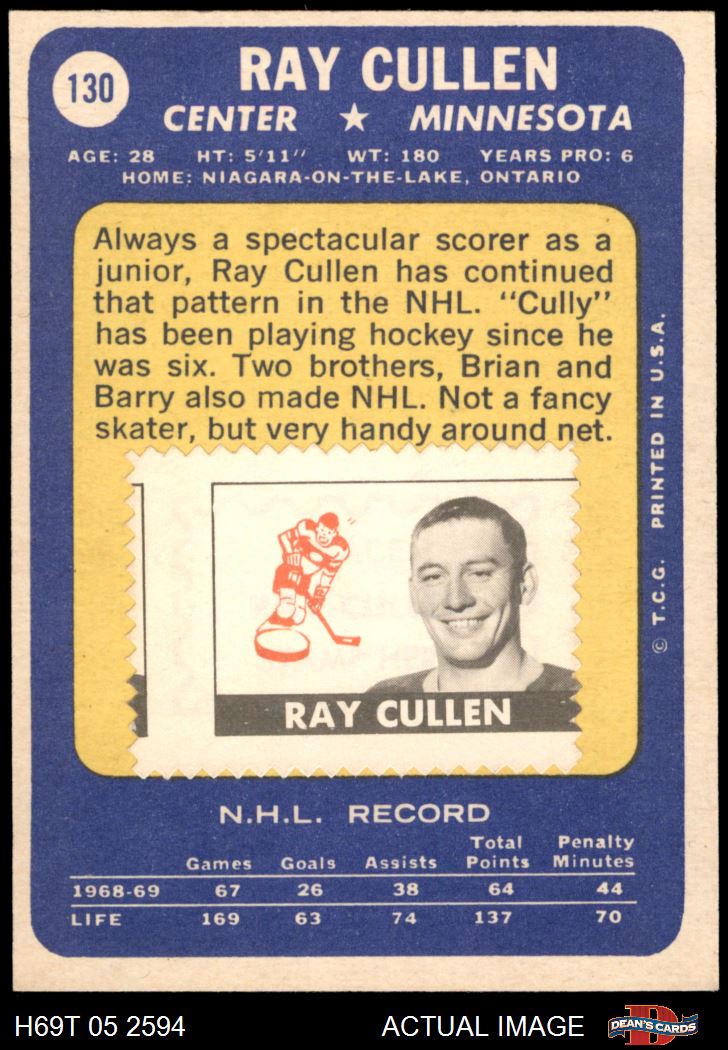 130
RAY CULLEN
CENTER ★ MINNESOTA
AGE: 28 HT: 5'11'' WT: 180 YEARS PRO: 6
HOME: NIAGARA-ON-THE-LAKE, ONTARIO
Always a spectacular scorer as a
junior, Ray Cullen has continued
that pattern in the NHL. "Cully"
has been playing hockey since he
was six. Two brothers, Brian and
Barry also made NHL. Not a fancy
skater, but very handy around net.
RAY CULLEN
© T.C.G. PRINTED IN U.S.A.
N.H.L. RECORD
Games Goals Assists Total Points Penalty Minutes
1968-69 67 26 38 64 44
LIFE 169 63 74 137 70
H69T 05 2594 ACTUAL IMAGE DEAN'S CARDS